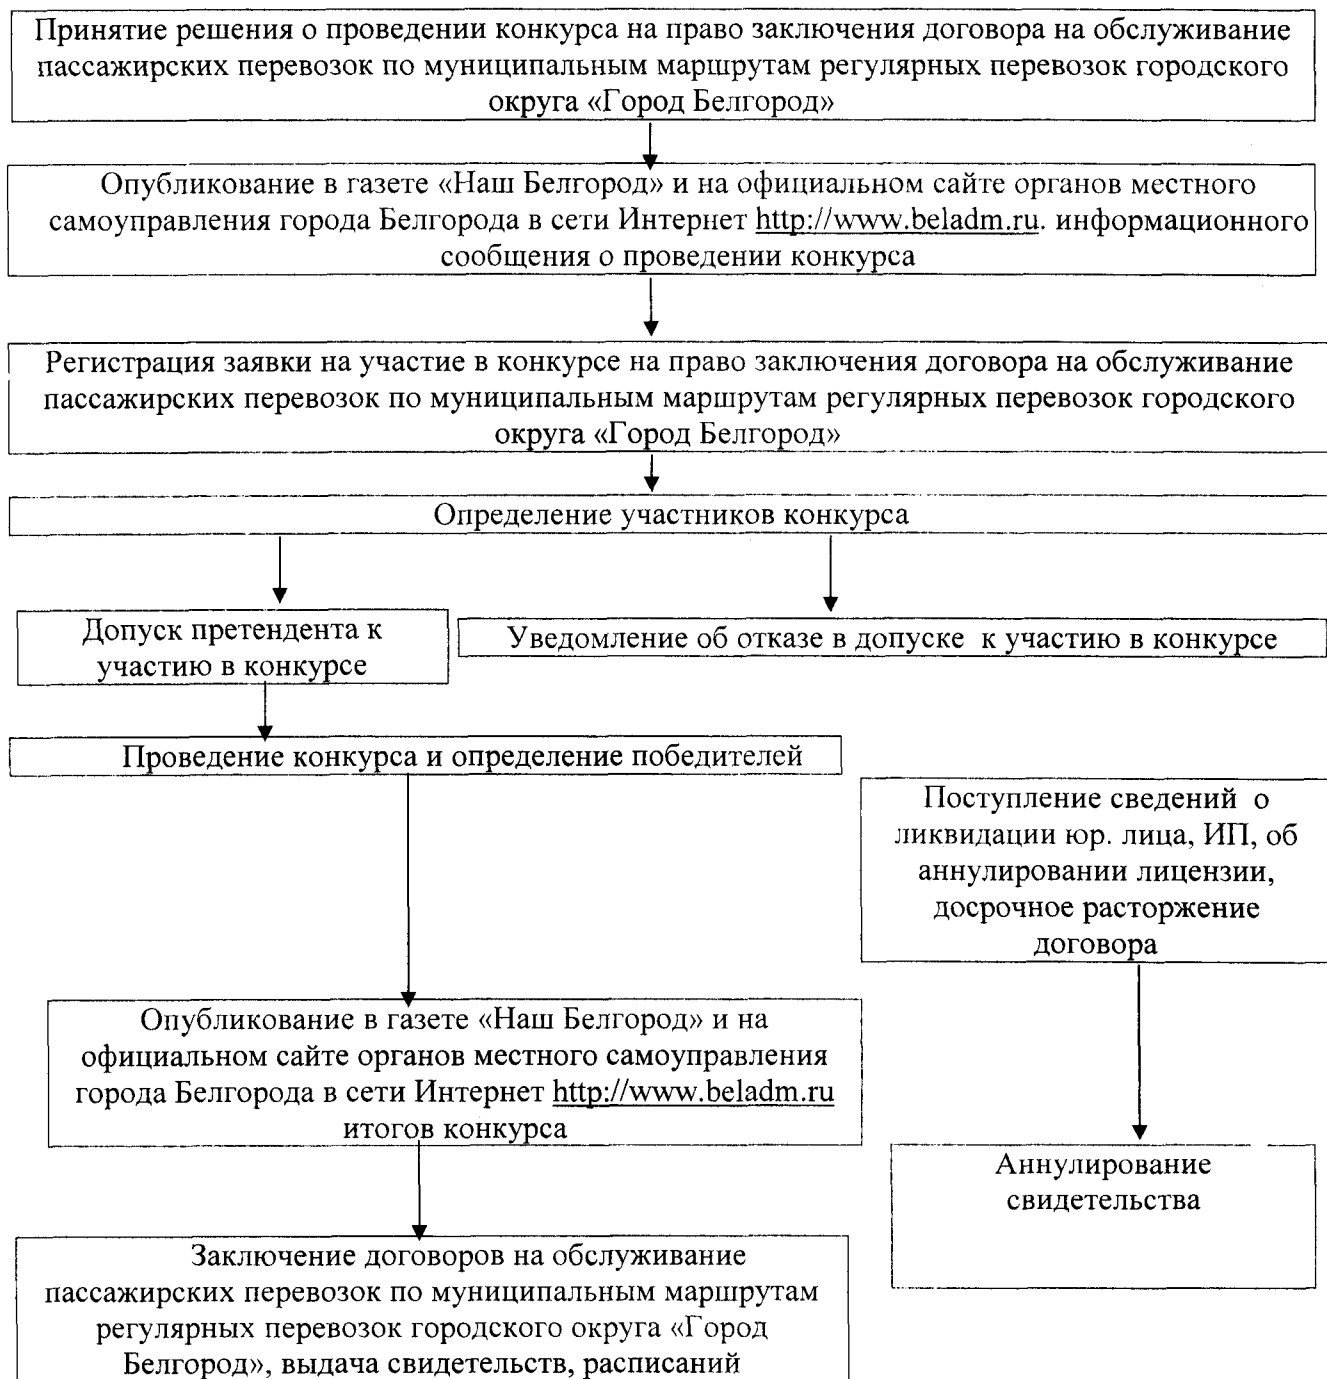 Принятие решения о проведении конкурса на право заключения договора на обслуживание
пассажирских перевозок по муниципальным маршрутам регулярных перевозок городского
округа «Город Белгород»
Опубликование в газете «Наш Белгород» и на официальном сайте органов местного
самоуправления города Белгорода в сети Интернет http://www.beladm.ru. информационного
сообщения о проведении конкурса
Регистрация заявки на участие в конкурсе на право заключения договора на обслуживание
пассажирских перевозок по муниципальным маршрутам регулярных перевозок городского
округа «Город Белгород»
Определение участников конкурса
Допуск претендента к
участию в конкурсе
Уведомление об отказе в допуске к участию в конкурсе
Проведение конкурса и определение победителей
Поступление сведений о
ликвидации юр. лица, ИП, об
аннулировании лицензии,
досрочное расторжение
договора
Опубликование в газете «Наш Белгород» и на
официальном сайте органов местного самоуправления
города Белгорода в сети Интернет http://www.beladm.ru
итогов конкурса
Аннулирование
свидетельства
Заключение договоров на обслуживание
пассажирских перевозок по муниципальным маршрутам
регулярных перевозок городского округа «Город
Белгород», выдача свидетельств, расписаний